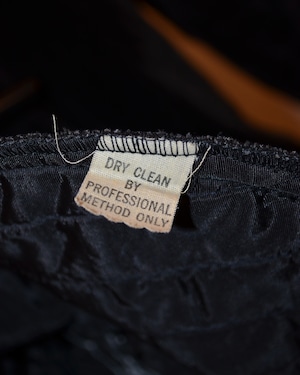 DRY CLEAN
BY
PROFESSIONAL
METHOD ONLY